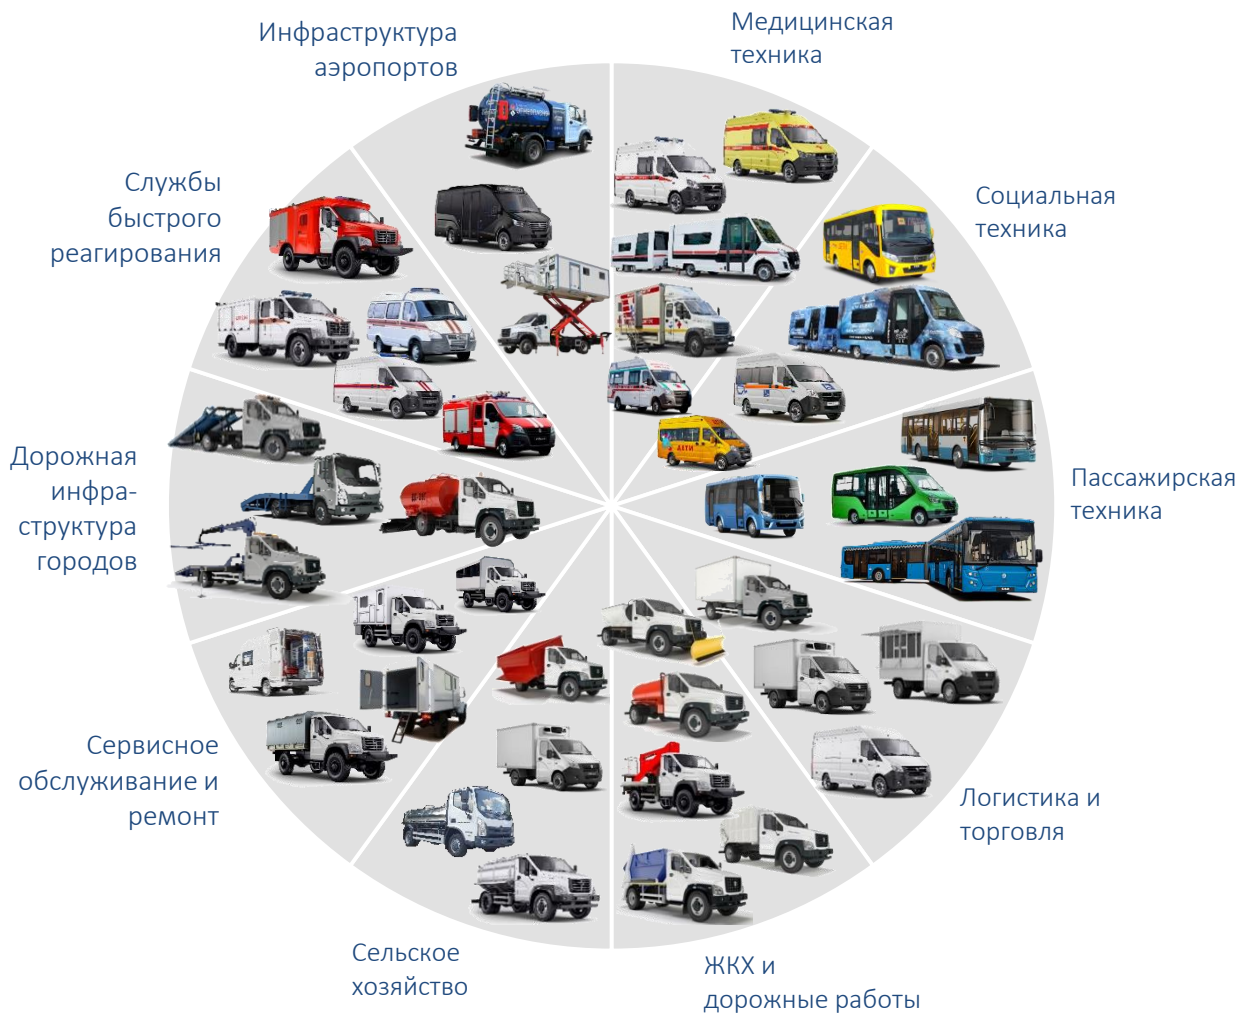 Инфраструктура
аэропортов
Медицинская
техника
Социальная
техника
Пассажирская
техника
Логистика и
торговля
ЖКХ и
дорожные работы
Сельское
хозяйство
Сервисное
обслуживание и
ремонт
Дорожная
инфра-
структура
городов
Службы
быстрого
реагирования
ДЕТИ